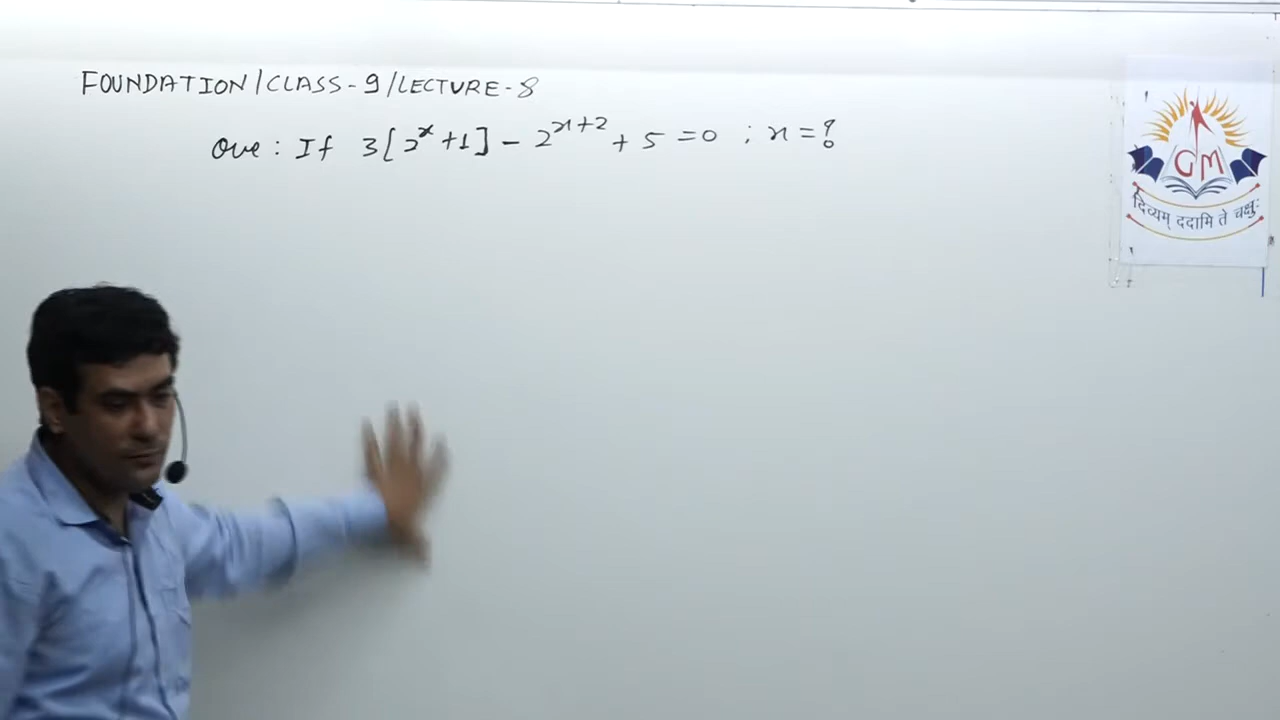 FOUNDATION/CLASS-9/LECTURE-8
Que: If 3[2^x +1] - 2^{x+2} + 5 = 0 ; x = ?
GM
दिव्यम् ददामि ते चक्षुः